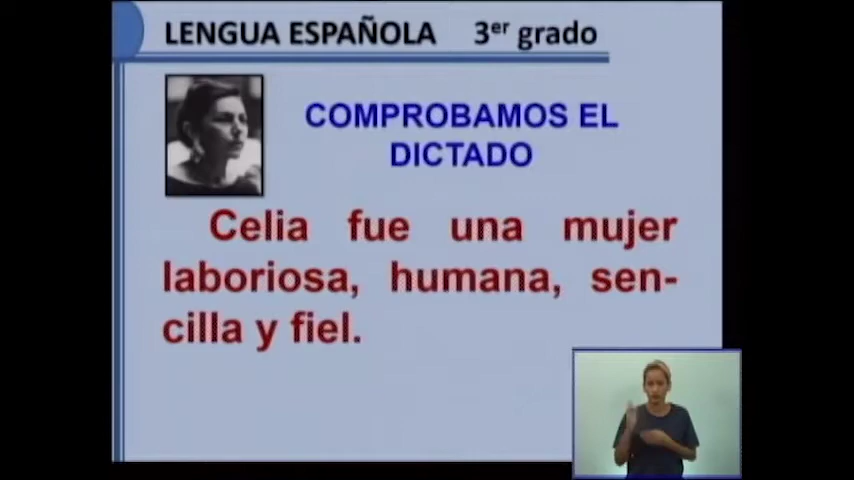 LENGUA ESPAÑOLA 3er grado
COMPROBAMOS EL
DICTADO
Celia fue una mujer
laboriosa, humana, sen-
cilla y fiel.